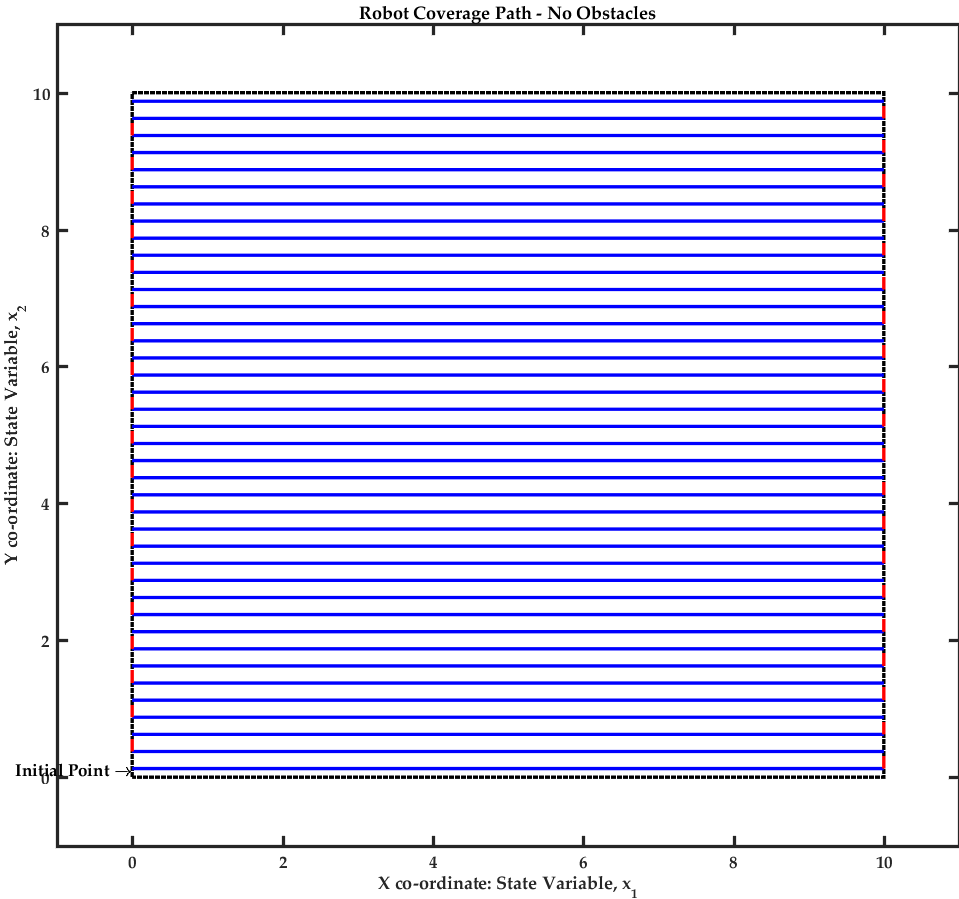 Robot Coverage Path - No Obstacles
10
8
6
4
2
0
Initial Point →
Y co-ordinate: State Variable, x2
0 2 4 6 8 10
X co-ordinate: State Variable, x1